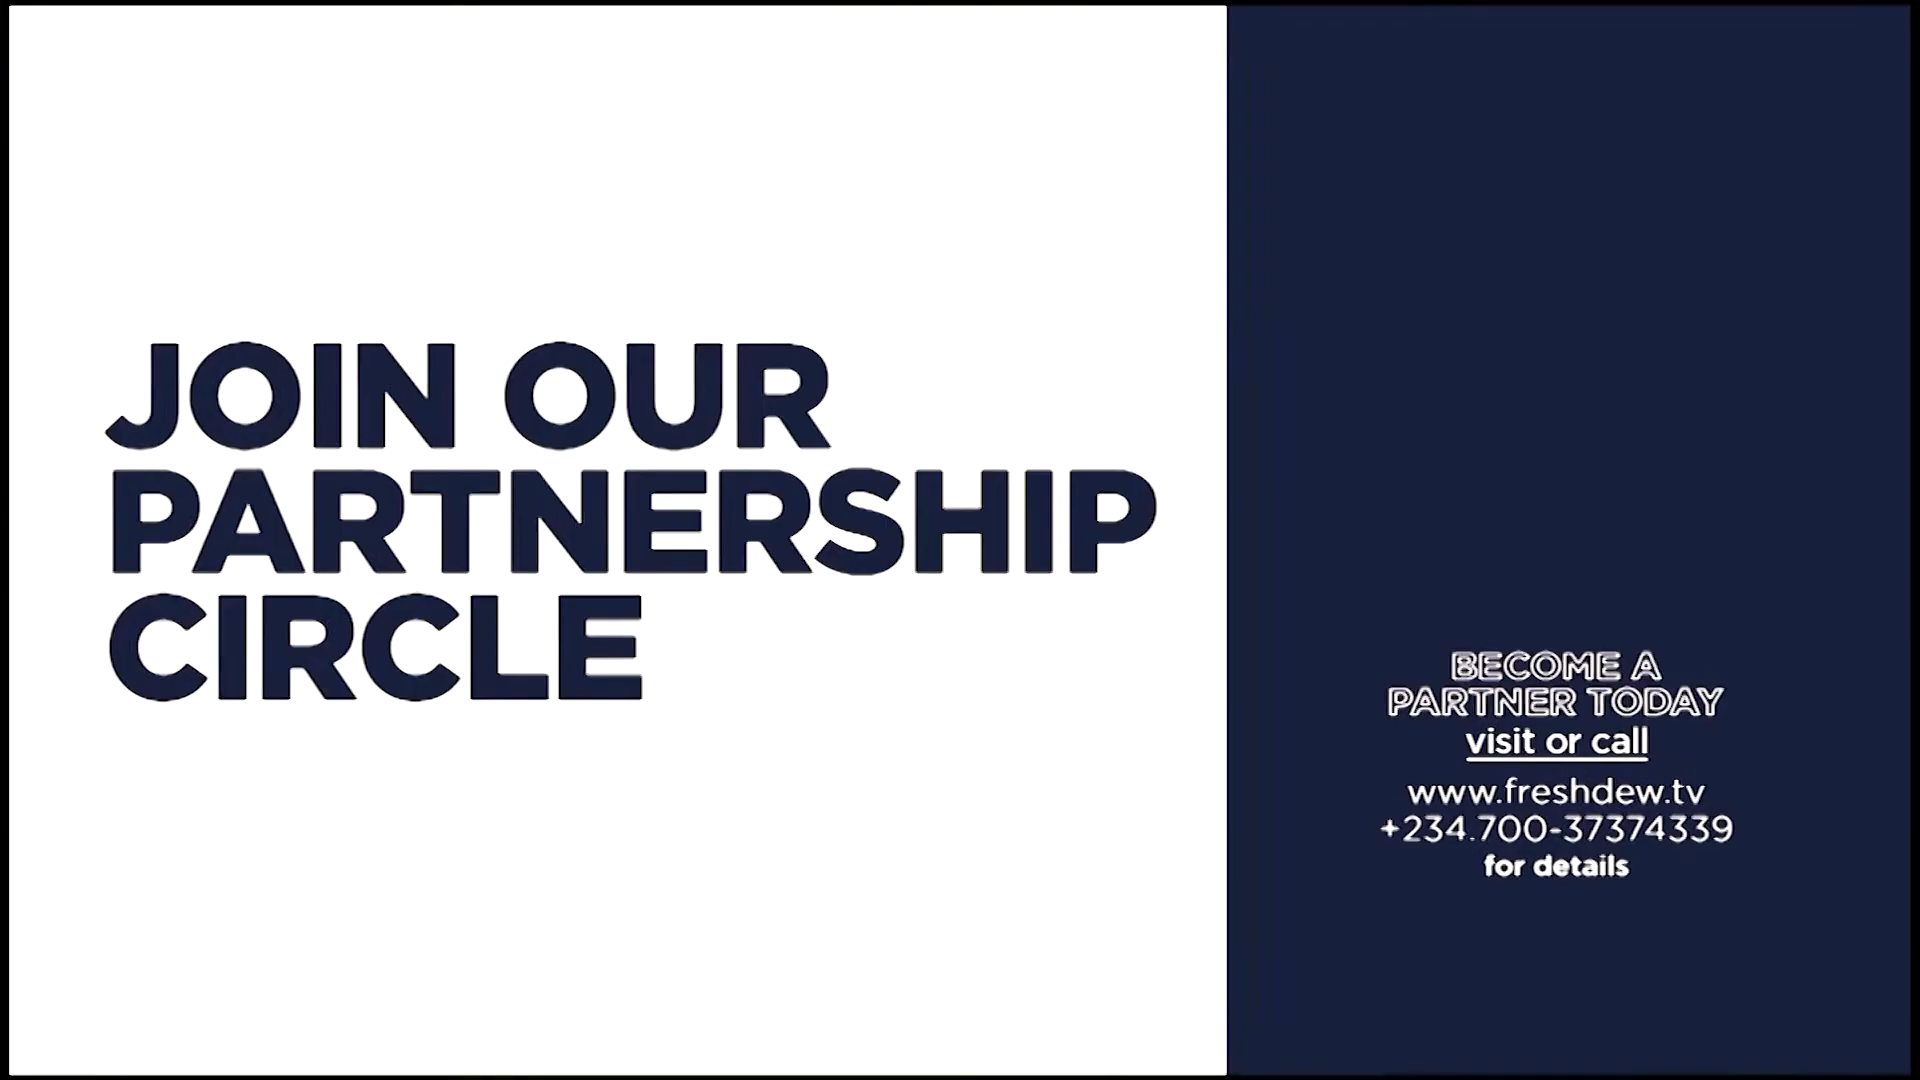 JOIN OUR
PARTNERSHIP
CIRCLE
BECOME A
PARTNER TODAY
visit or call
www.freshdew.tv
+234.700-37374339
for details